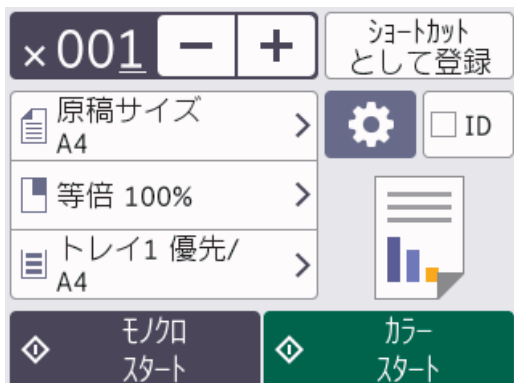 ×001 − +
ショートカット
として登録
原稿サイズ
A4
ID
等倍 100%
トレイ1 優先/
A4
モノクロ
スタート
カラー
スタート